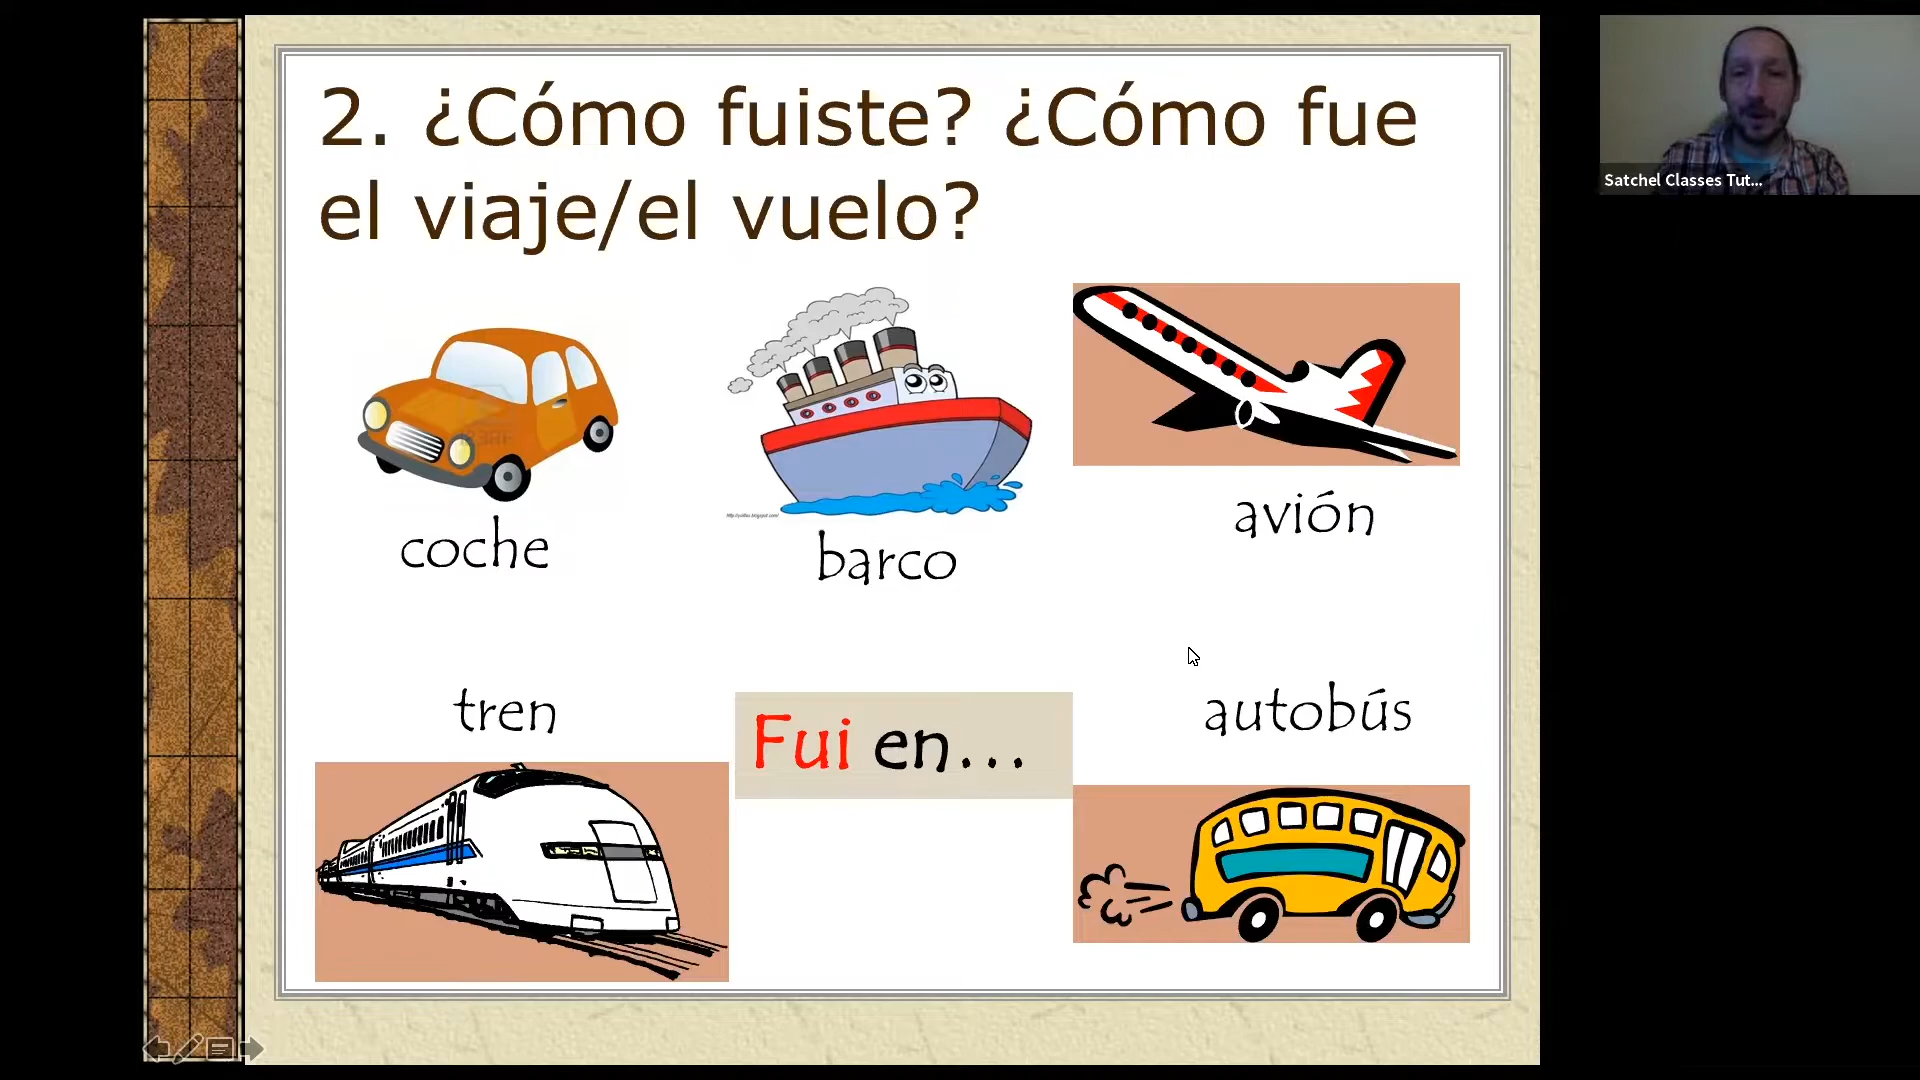 2. ¿Cómo fuiste? ¿Cómo fue
el viaje/el vuelo?
Satchel Classes Tut...
coche
barco
avión
tren
Fui en...
autobús